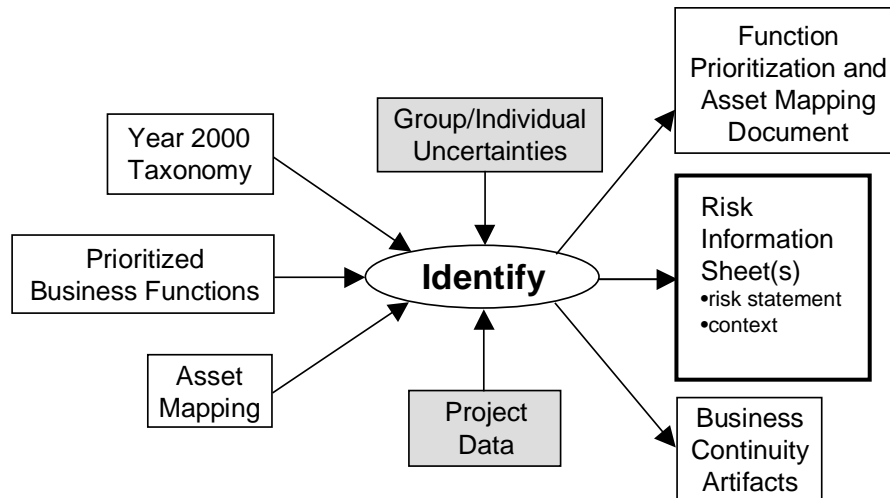 Year 2000
Taxonomy
Prioritized
Business Functions
Asset
Mapping
Group/Individual
Uncertainties
Identify
Project
Data
Function
Prioritization and
Asset Mapping
Document
Risk
Information
Sheet(s)
•risk statement
•context
Business
Continuity
Artifacts